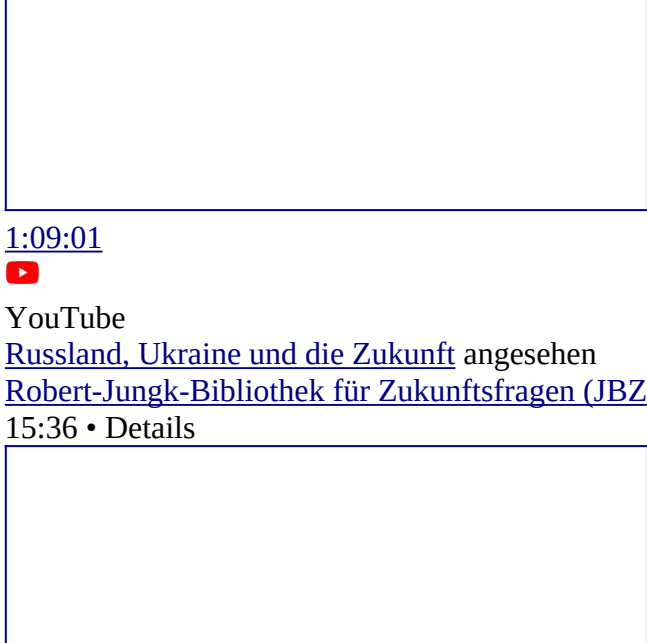 1:09:01
YouTube
Russland, Ukraine und die Zukunft angesehen
Robert-Jungk-Bibliothek für Zukunftsfragen (JBZ
15:36 • Details